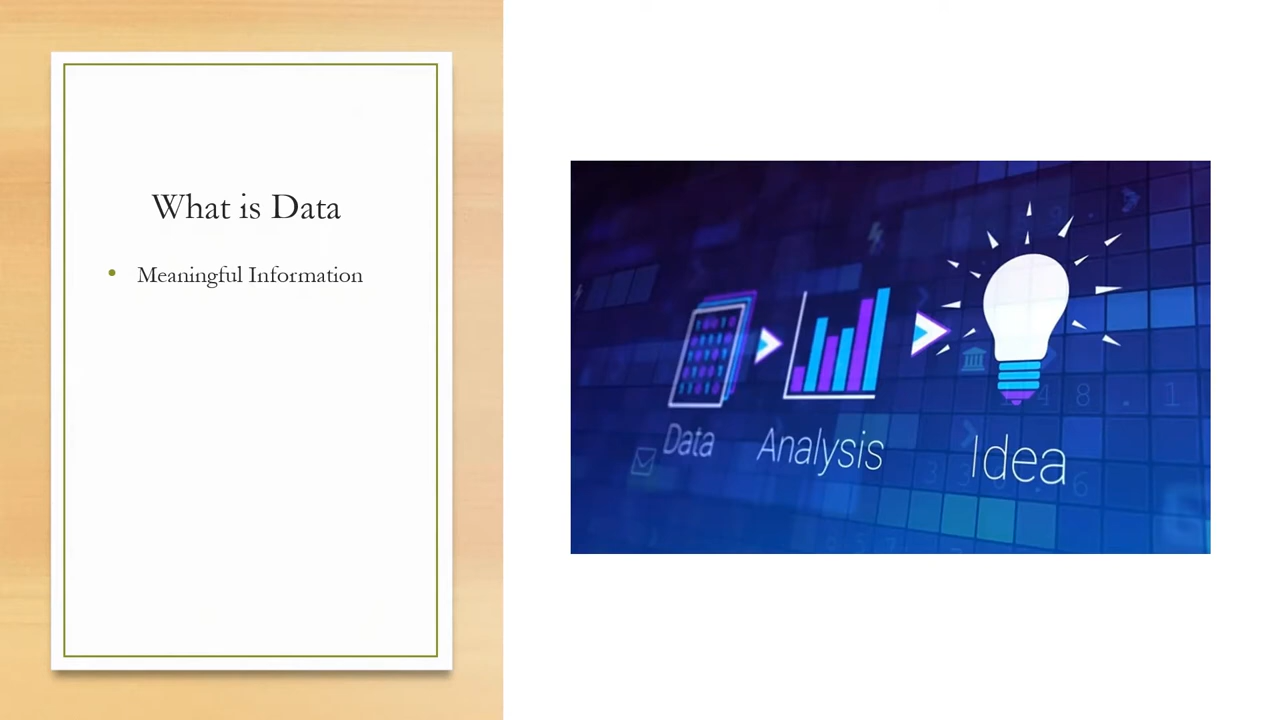 What is Data
• Meaningful Information
Data
Analysis
Idea